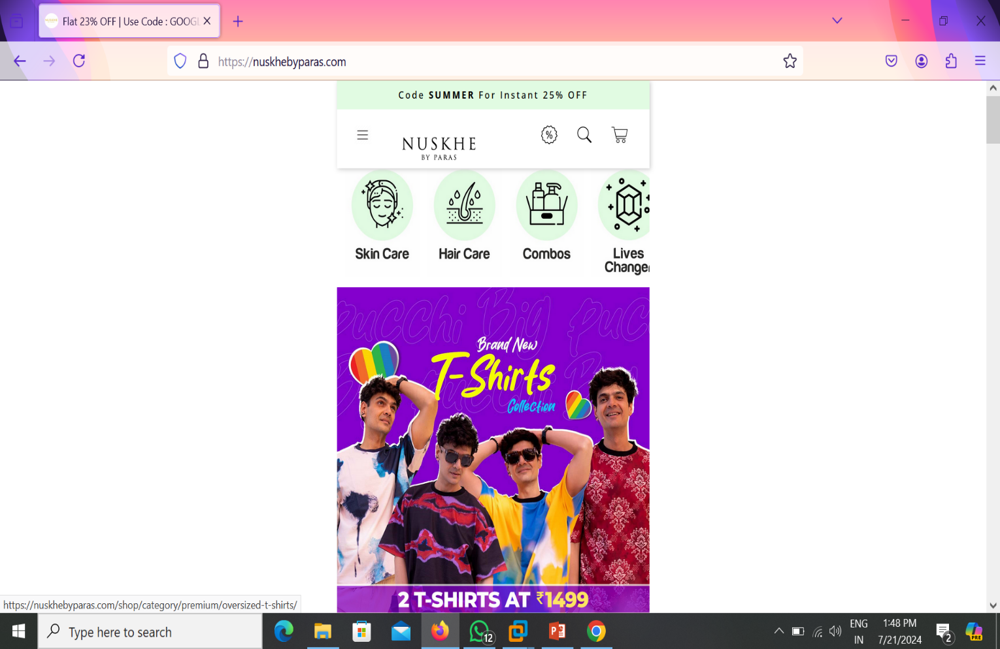 Flat 23% OFF | Use Code : GOOGL
https://nuskhebyparas.com
Code SUMMER For Instant 25% OFF
NUSKHE
BY PARAS
%
Skin Care
Hair Care
Combos
Lives
Changer
pucchi Big puc
Brand New
T-Shirts
Collection
2 T-SHIRTS AT ₹1499
https://nuskhebyparas.com/shop/category/premium/oversized-t-shirts/
Type here to search
12
ENG
IN
1:48 PM
7/21/2024
2
PRE